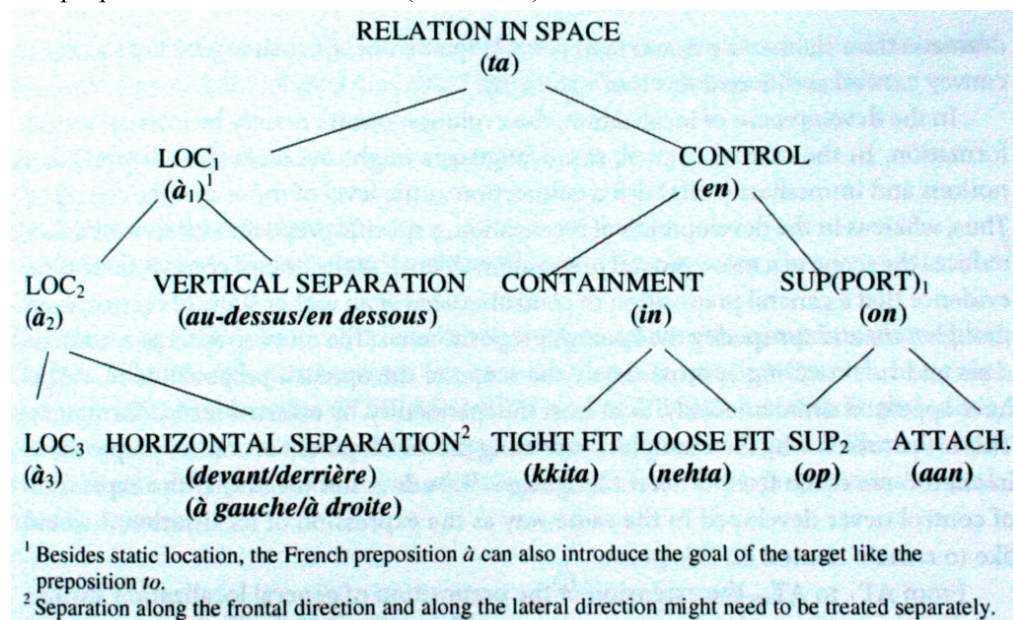 RELATION IN SPACE
(ta)
LOC₁ CONTROL
(à₁)¹ (en)
LOC₂ VERTICAL SEPARATION CONTAINMENT SUP(PORT)₁
(à₂) (au-dessus/en dessous) (in) (on)
LOC₃ HORIZONTAL SEPARATION² TIGHT FIT LOOSE FIT SUP₂ ATTACH.
(à₃) (devant/derrière) (kkita) (nehta) (op) (aan)
(à gauche/à droite)
¹ Besides static location, the French preposition à can also introduce the goal of the target like the
preposition to.
² Separation along the frontal direction and along the lateral direction might need to be treated separately.